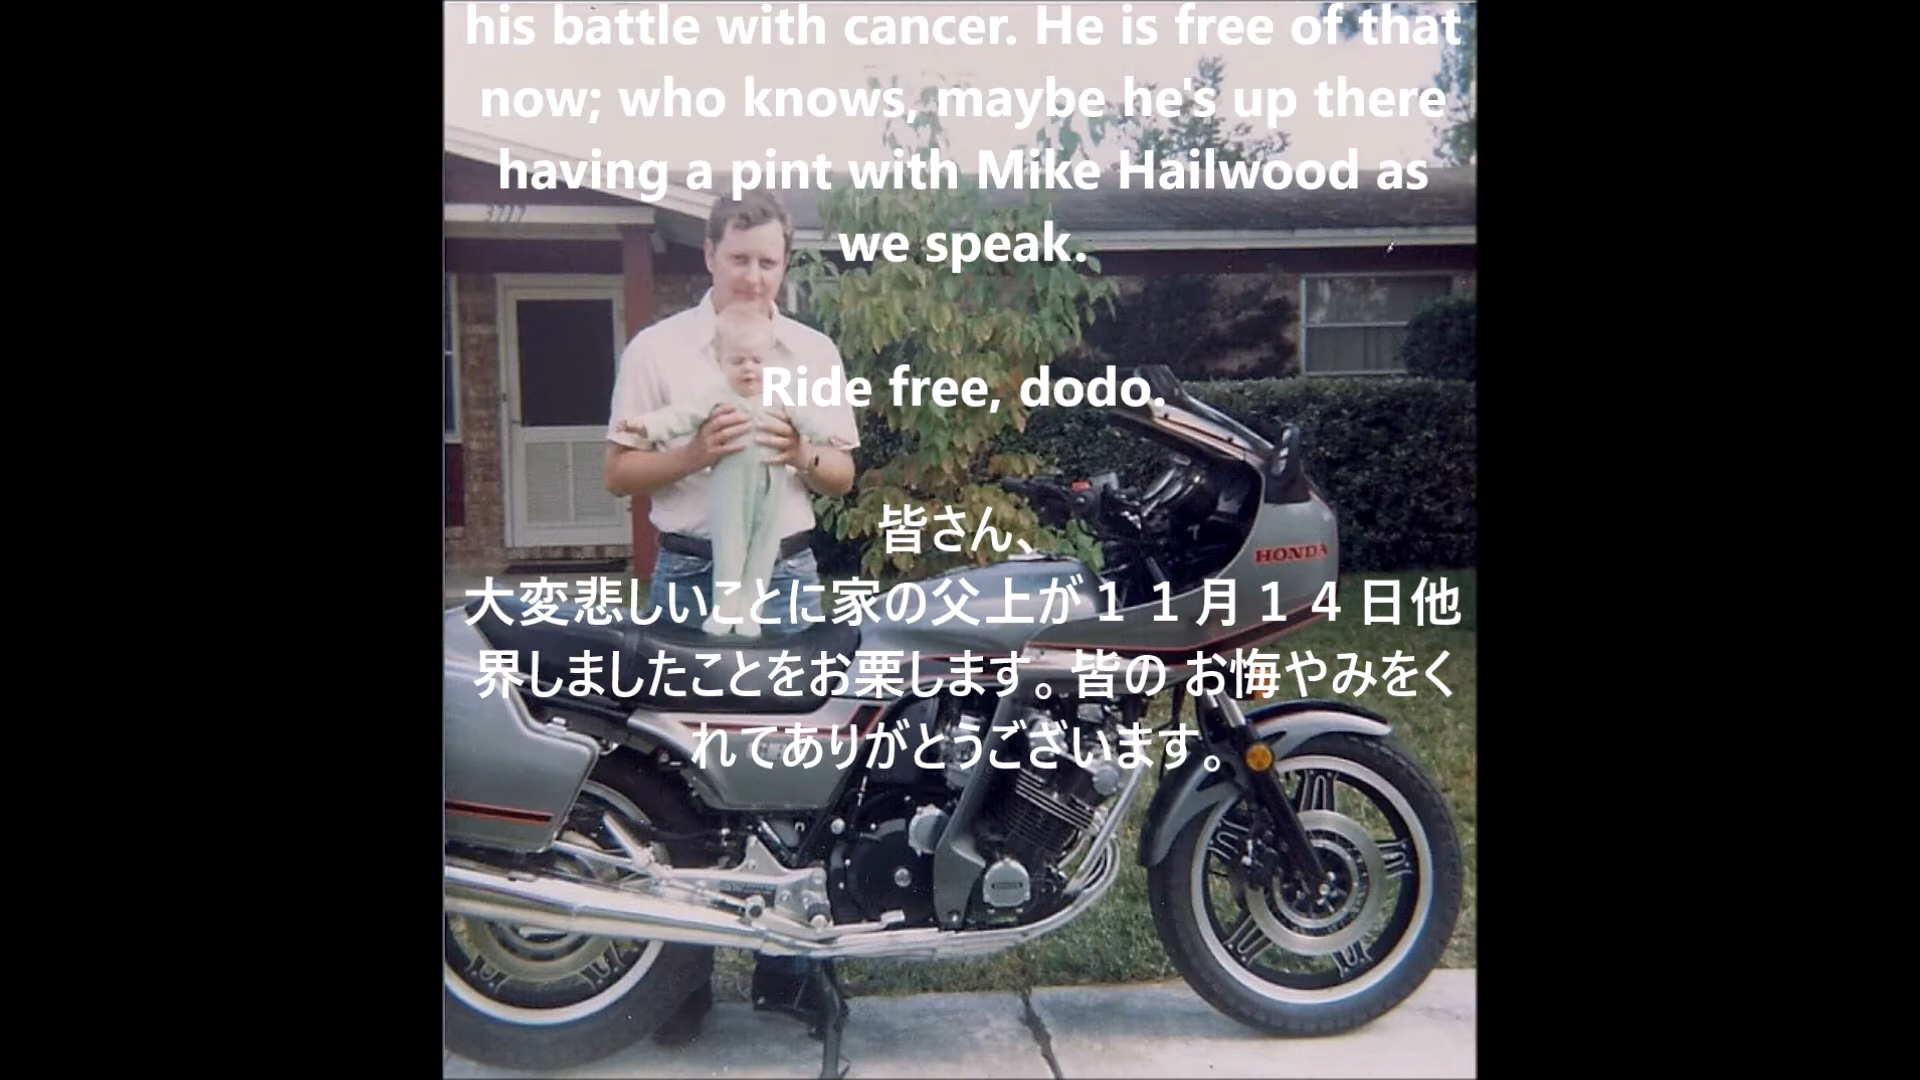 his battle with cancer. He is free of that
now; who knows, maybe he's up there
having a pint with Mike Hailwood as
we speak.
Ride free, dodo.
皆さん、
大変悲しいことに家の父上が１１月１４日他
界しましたことをお栗します。皆の お悔やみをく
れてありがとうございます。
3717
HONDA